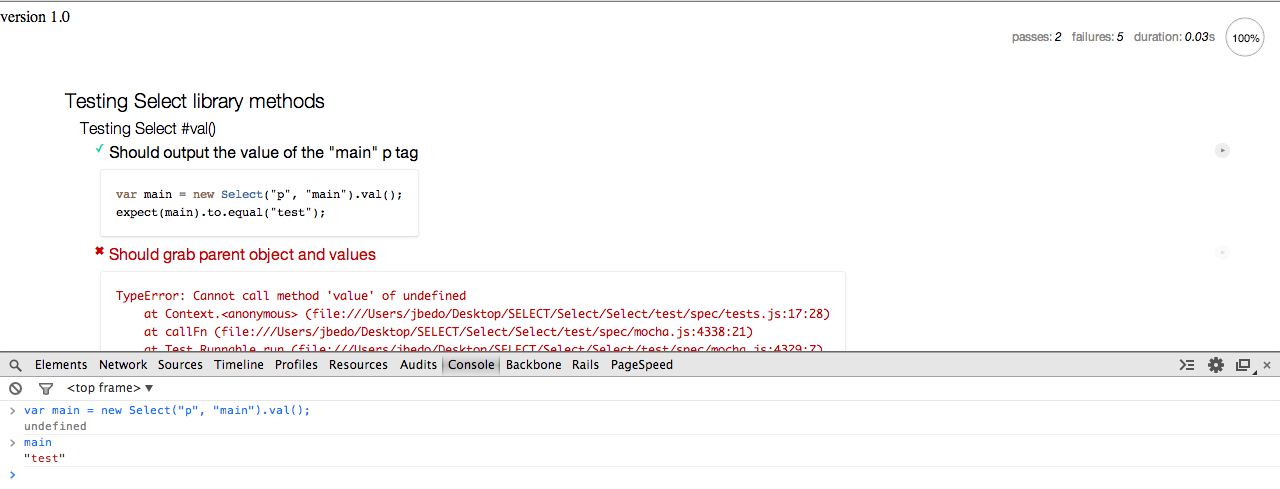 version 1.0
passes: 2 failures: 5 duration: 0.03s 100%
Testing Select library methods
Testing Select #val()
✓ Should output the value of the "main" p tag
var main = new Select("p", "main").val();
expect(main).to.equal("test");
✖ Should grab parent object and values
TypeError: Cannot call method 'value' of undefined
at Context.<anonymous> (file:///Users/jbedo/Desktop/SELECT/Select/Select/test/spec/tests.js:17:28)
at callFn (file:///Users/jbedo/Desktop/SELECT/Select/Select/test/spec/mocha.js:4338:21)
at Test.Runnable.run (file:///Users/jbedo/Desktop/SELECT/Select/Select/test/spec/mocha.js:4329:7)
Elements Network Sources Timeline Profiles Resources Audits Console Backbone Rails PageSpeed
<top frame> ▼
> var main = new Select("p", "main").val();
undefined
> main
"test"
>